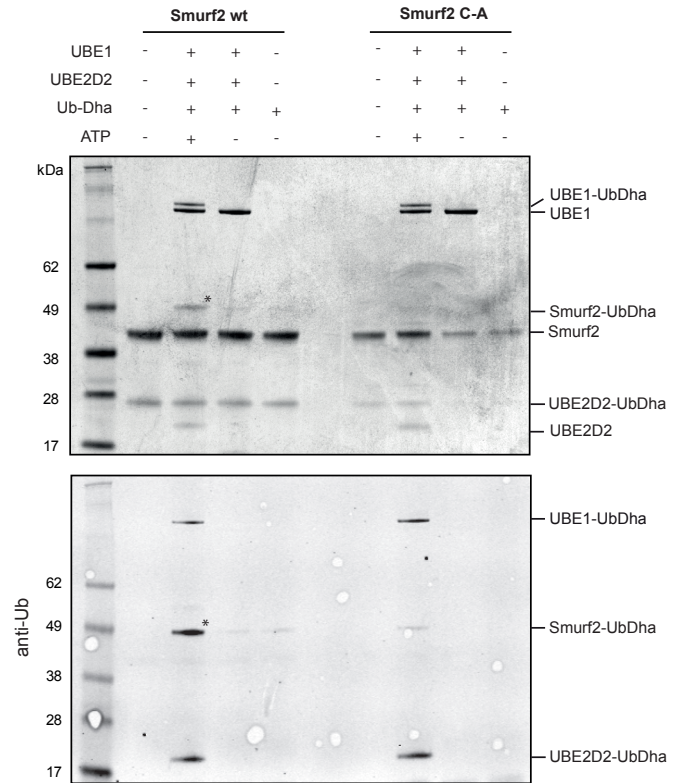 Smurf2 wt Smurf2 C-A
UBE1 - + + - - + + -
UBE2D2 - + + - - + + -
Ub-Dha - + + + - + + +
ATP - + - - - + - -
kDa
UBE1-UbDha
UBE1
62
49
*
Smurf2-UbDha
Smurf2
38
28
UBE2D2-UbDha
17
UBE2D2
UBE1-UbDha
62
anti-Ub
49
*
Smurf2-UbDha
38
28
17
UBE2D2-UbDha